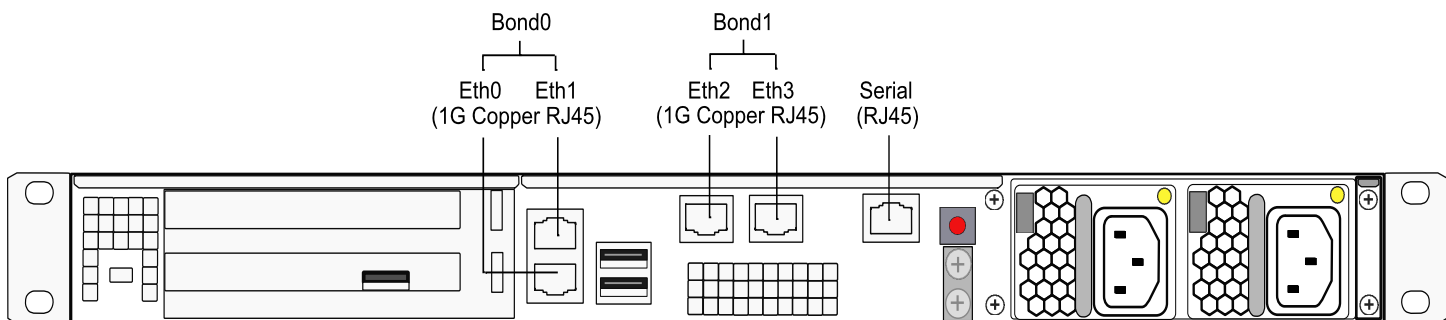 Bond0
Bond1
Eth0 Eth1
(1G Copper RJ45)
Eth2 Eth3
(1G Copper RJ45)
Serial
(RJ45)